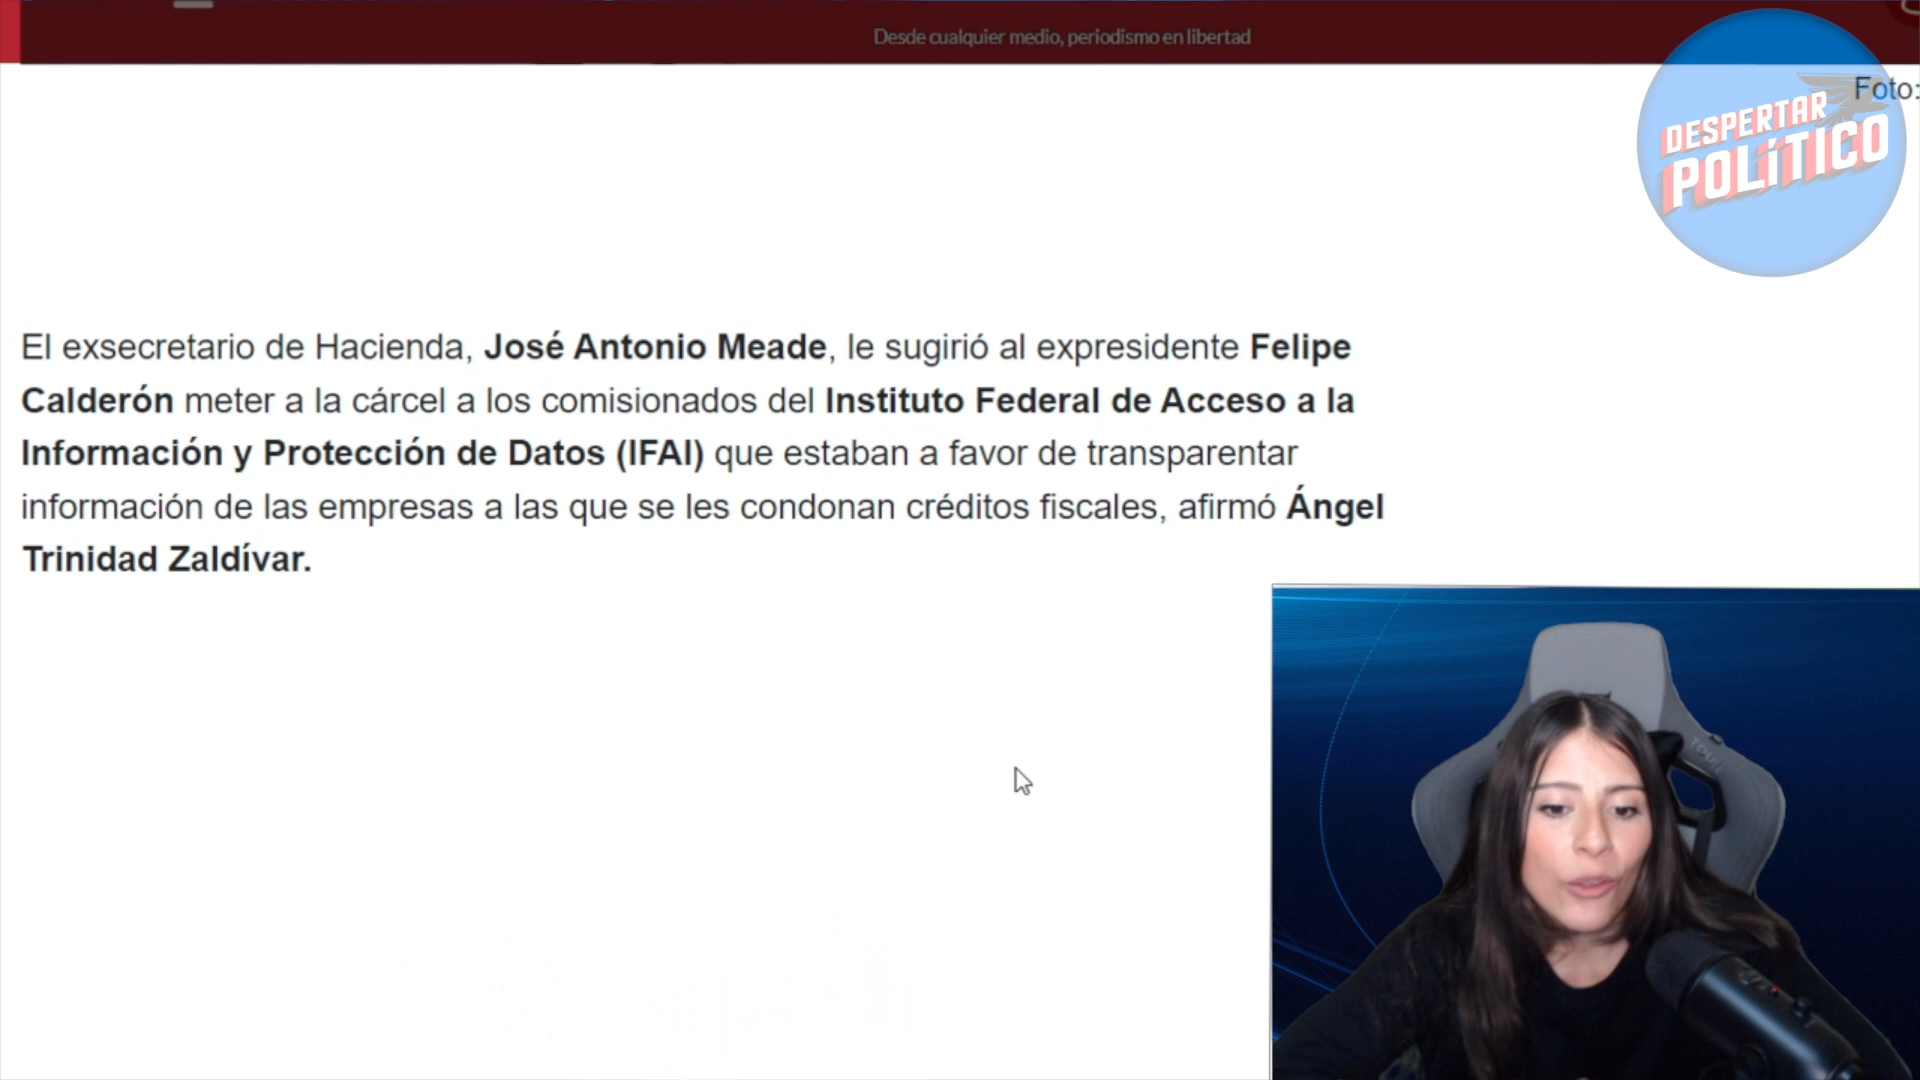 Desde cualquier medio, periodismo en libertad
Foto:
DESPERTAR
POLÍTICO
El exsecretario de Hacienda, José Antonio Meade, le sugirió al expresidente Felipe
Calderón meter a la cárcel a los comisionados del Instituto Federal de Acceso a la
Información y Protección de Datos (IFAI) que estaban a favor de transparentar
información de las empresas a las que se les condonan créditos fiscales, afirmó Ángel
Trinidad Zaldívar.